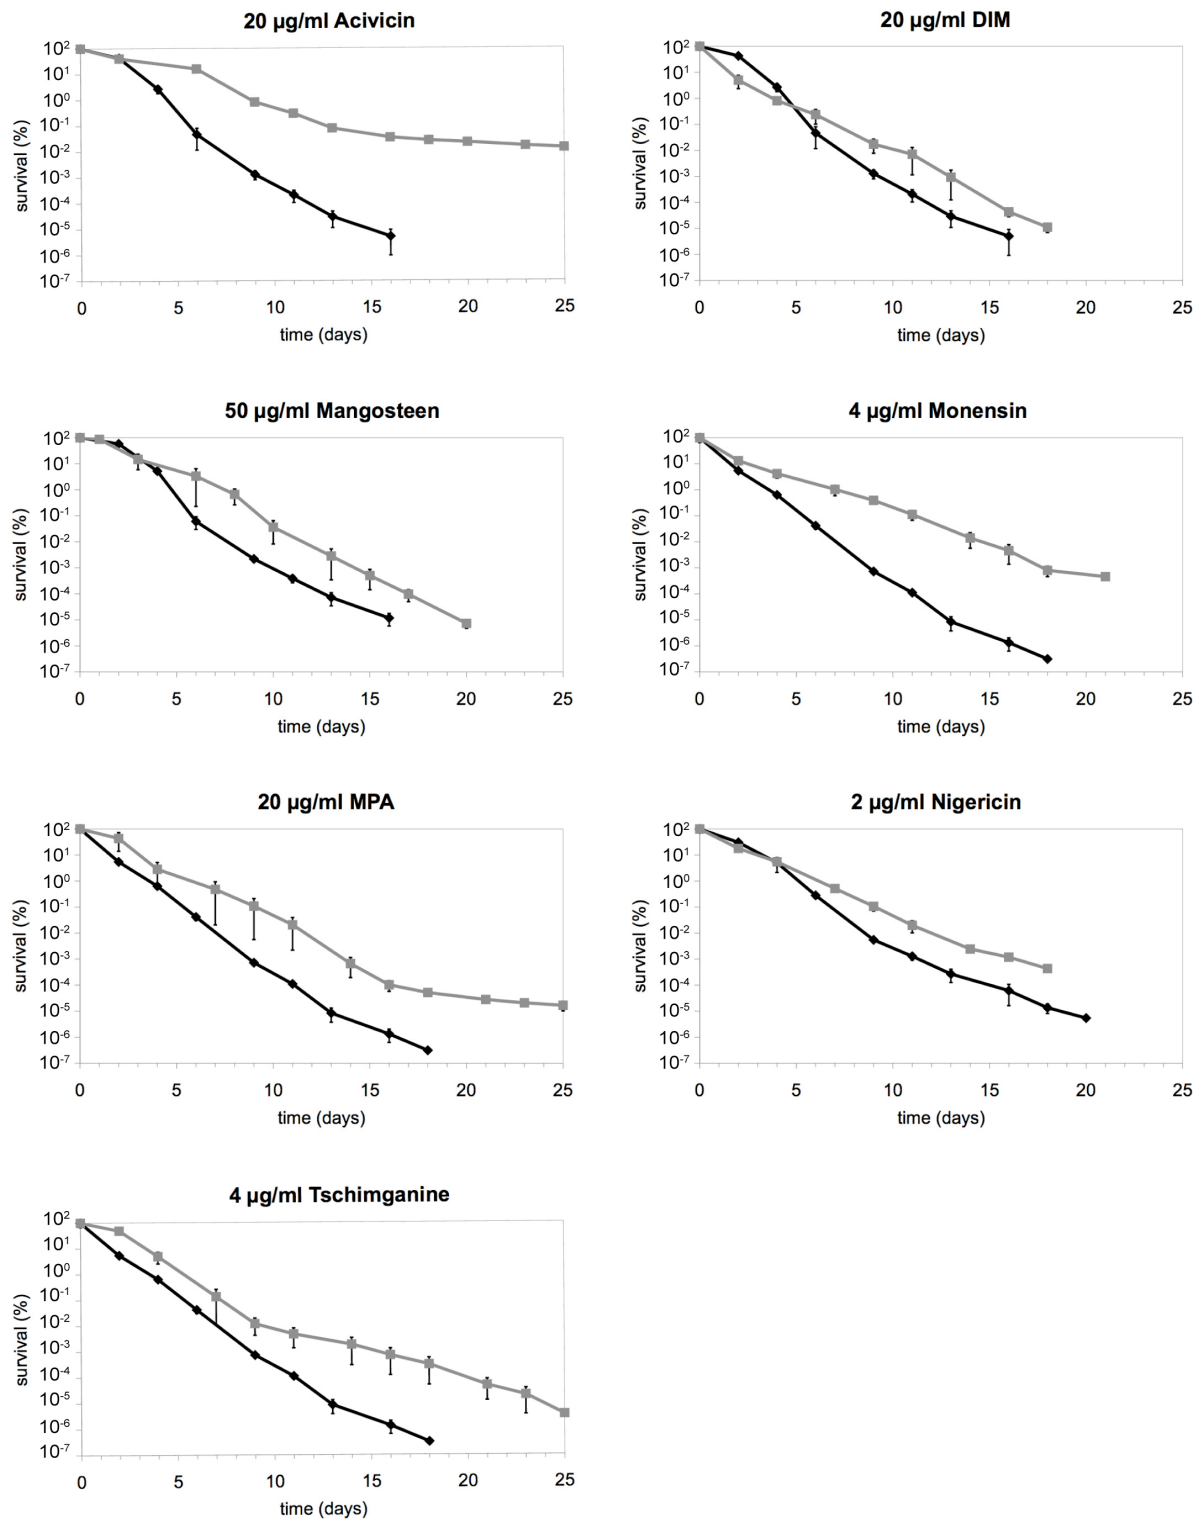 20 µg/ml Acivicin
10²
10¹
10⁰
10⁻¹
10⁻²
10⁻³
10⁻⁴
10⁻⁵
10⁻⁶
10⁻⁷
survival (%)
0 5 10 15 20 25
time (days)
20 µg/ml DIM
10²
10¹
10⁰
10⁻¹
10⁻²
10⁻³
10⁻⁴
10⁻⁵
10⁻⁶
10⁻⁷
survival (%)
0 5 10 15 20 25
time (days)
50 µg/ml Mangosteen
10²
10¹
10⁰
10⁻¹
10⁻²
10⁻³
10⁻⁴
10⁻⁵
10⁻⁶
10⁻⁷
survival (%)
0 5 10 15 20 25
time (days)
4 µg/ml Monensin
10²
10¹
10⁰
10⁻¹
10⁻²
10⁻³
10⁻⁴
10⁻⁵
10⁻⁶
10⁻⁷
survival (%)
0 5 10 15 20 25
time (days)
20 µg/ml MPA
10²
10¹
10⁰
10⁻¹
10⁻²
10⁻³
10⁻⁴
10⁻⁵
10⁻⁶
10⁻⁷
survival (%)
0 5 10 15 20 25
time (days)
2 µg/ml Nigericin
10²
10¹
10⁰
10⁻¹
10⁻²
10⁻³
10⁻⁴
10⁻⁵
10⁻⁶
10⁻⁷
survival (%)
0 5 10 15 20 25
time (days)
4 µg/ml Tschimganine
10²
10¹
10⁰
10⁻¹
10⁻²
10⁻³
10⁻⁴
10⁻⁵
10⁻⁶
10⁻⁷
survival (%)
0 5 10 15 20 25
time (days)